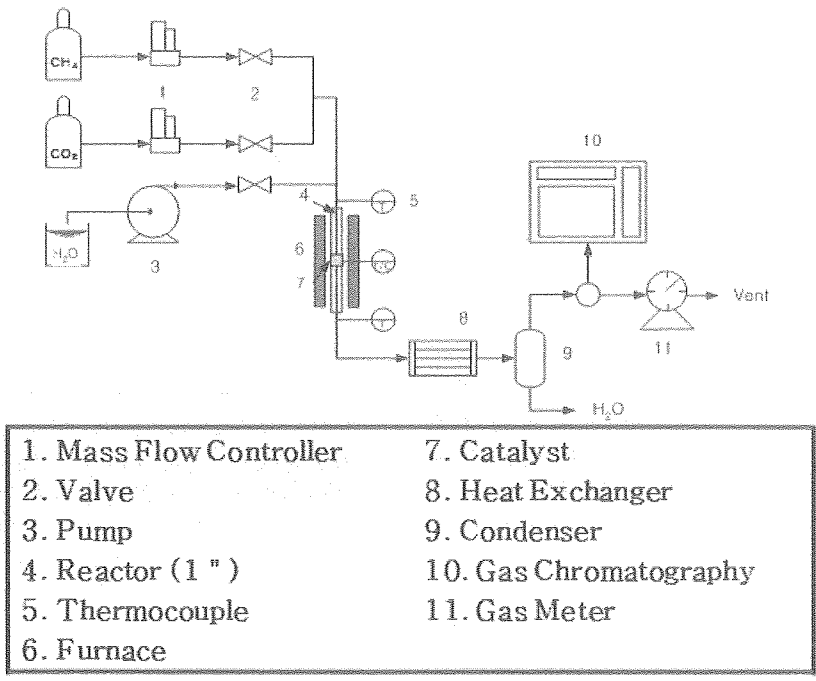 CH4
1
2
CO2
10
4
5
H2O
3
6
7
8
Vent
9
11
H2O
1. Mass Flow Controller
2. Valve
3. Pump
4. Reactor (1 ")
5. Thermocouple
6. Furnace
7. Catalyst
8. Heat Exchanger
9. Condenser
10. Gas Chromatography
11. Gas Meter